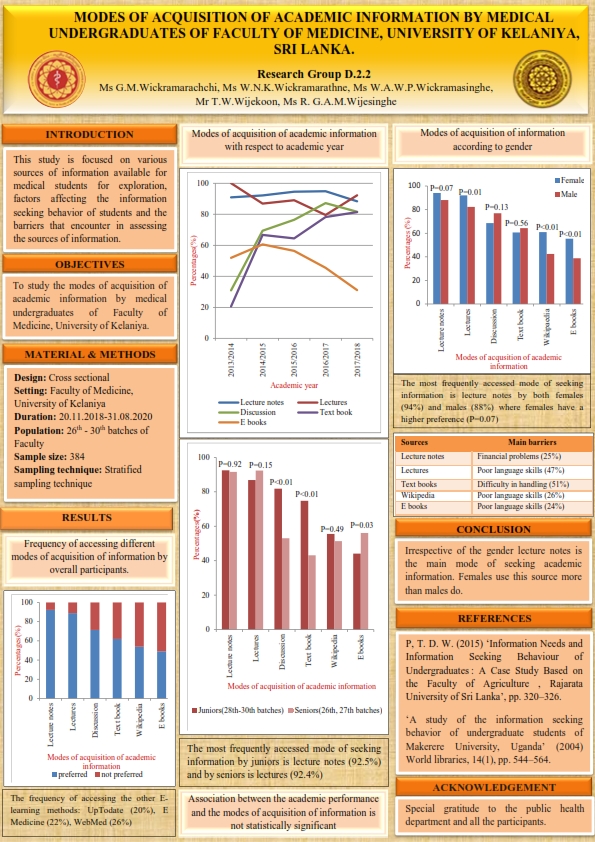 MODES OF ACQUISITION OF ACADEMIC INFORMATION BY MEDICAL
UNDERGRADUATES OF FACULTY OF MEDICINE, UNIVERSITY OF KELANIYA,
SRI LANKA.
Research Group D.2.2
Ms G.M.Wickramarachchi, Ms W.N.K.Wickramarathne, Ms W.A.W.P.Wickramasinghe,
Mr T.W.Wijekoon, Ms R. G.A.M.Wijesinghe
INTRODUCTION
This study is focused on various
sources of information available for
medical students for exploration,
factors affecting the information
seeking behavior of students and the
barriers that encounter in assessing
the sources of information.
OBJECTIVES
To study the modes of acquisition of
academic information by medical
undergraduates of Faculty of
Medicine, University of Kelaniya.
MATERIAL & METHODS
Design: Cross sectional
Setting: Faculty of Medicine,
University of Kelaniya
Duration: 20.11.2018-31.08.2020
Population: 26th - 30th batches of
Faculty
Sample size: 384
Sampling technique: Stratified
sampling technique
RESULTS
Frequency of accessing different
modes of acquisition of information by
overall participants.
Percentages(%)
100
80
60
40
20
0
Lecture notes
Lectures
Discussion
Text book
Wikipedia
E books
Modes of acquistion of academic
information
preferred not preferred
The frequency of accessing the other E-
learning methods: UpTodate (20%), E
Medicine (22%), WebMed (26%)
Modes of acquisition of academic information
with respect to academic year
Percentages(%)
100
80
60
40
20
0
2013/2014
2014/2015
2015/2016
2016/2017
2017/2018
Academic year
Lecture notes Lectures
Discussion Text book
E books
Percentages(%)
100
80
60
40
20
0
P=0.92 P=0.15
P<0.01
P<0.01
P=0.49 P=0.03
Lecture notes
Lectures
Discussion
Text book
Wikipedia
E books
Modes of acquisition of academic information
Juniors(28th-30th batches) Seniors(26th, 27th batches)
The most frequently accessed mode of seeking
information by juniors is lecture notes (92.5%)
and by seniors is lectures (92.4%)
Association between the academic performance
and the modes of acquisition of information is
not statistically significant
Modes of acquisition of information
according to gender
Percentages (%)
100
80
60
40
20
0
P=0.07 P=0.01
P=0.13
P=0.56 P<0.01
P<0.01
Female
Male
Lecture notes
Lectures
Discussion
Text book
Wikipaedia
E books
Modes of acqusition of academic
information
The most frequently accessed mode of seeking
information is lecture notes by both females
(94%) and males (88%) where females have a
higher preference (P=0.07)
Sources Main barriers
Lecture notes Financial problems (25%)
Lectures Poor language skills (47%)
Text books Difficulty in handling (51%)
Wikipedia Poor language skills (26%)
E books Poor language skills (24%)
CONCLUSION
Irrespective of the gender lecture notes is
the main mode of seeking academic
information. Females use this source more
than males do.
REFERENCES
P, T. D. W. (2015) ‘Information Needs and
Information Seeking Behaviour of
Undergraduates : A Case Study Based on
the Faculty of Agriculture , Rajarata
University of Sri Lanka’, pp. 320–326.
‘A study of the information seeking
behavior of undergraduate students of
Makerere University, Uganda’ (2004)
World libraries, 14(1), pp. 544–564.
ACKNOWLEDGEMENT
Special gratitude to the public health
department and all the participants.